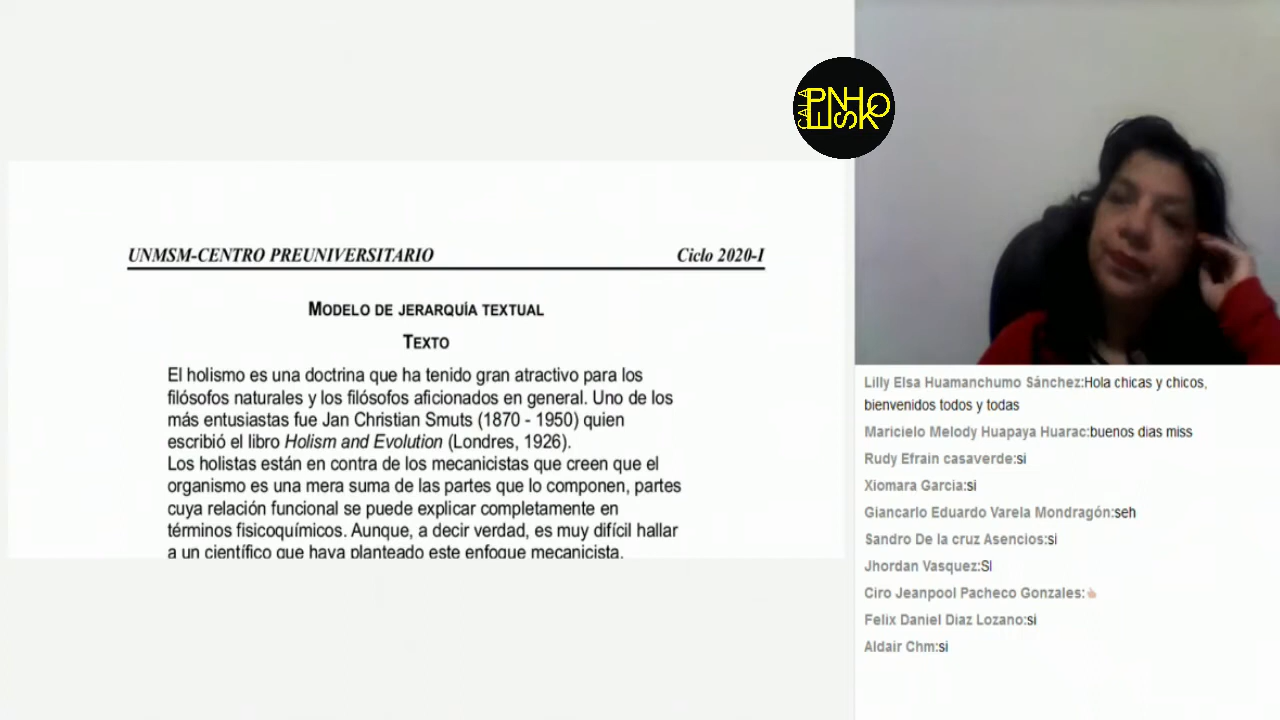 CALA
PENHO
ESK
UNMSM-CENTRO PREUNIVERSITARIO Ciclo 2020-I
MODELO DE JERARQUÍA TEXTUAL
TEXTO
El holismo es una doctrina que ha tenido gran atractivo para los
filósofos naturales y los filósofos aficionados en general. Uno de los
más entusiastas fue Jan Christian Smuts (1870 - 1950) quien
escribió el libro Holism and Evolution (Londres, 1926).
Los holistas están en contra de los mecanicistas que creen que el
organismo es una mera suma de las partes que lo componen, partes
cuya relación funcional se puede explicar completamente en
términos fisicoquímicos. Aunque, a decir verdad, es muy difícil hallar
a un científico que haya planteado este enfoque mecanicista.
Lilly Elsa Huamanchumo Sánchez:Hola chicas y chicos,
bienvenidos todos y todas
Maricielo Melody Huapaya Huarac:buenos dias miss
Rudy Efrain casaverde:si
Xiomara Garcia:si
Giancarlo Eduardo Varela Mondragón:seh
Sandro De la cruz Asencios:si
Jhordan Vasquez:SI
Ciro Jeanpool Pacheco Gonzales:
Felix Daniel Diaz Lozano:si
Aldair Chm:si